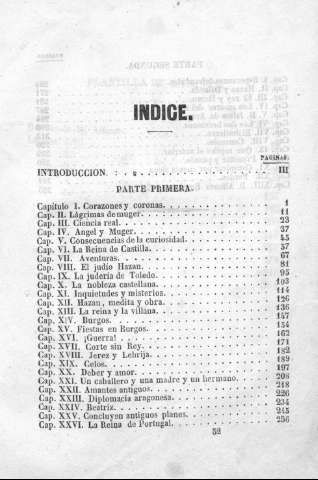 INDICE.
PAGINAS.
INTRODUCCION. III
PARTE PRIMERA.
Capítulo I. Corazones y coronas. 1
Cap. II. Lágrimas de muger. 11
Cap. III. Ciencia real. 23
Cap. IV. Angel y Muger. 37
Cap. V. Consecuencias de la curiosidad. 45
Cap. VI. La Reina de Castilla. 57
Cap. VII. Aventuras. 67
Cap. VIII. El judío Hazan. 81
Cap. IX. La judería de Toledo. 95
Cap. X. La nobleza castellana. 103
Cap. XI. Inquietudes y misterios. 114
Cap. XII. Hazan, medita y obra. 126
Cap. XIII. La reina y la villana. 136
Cap. XIV. Burgos. 147
Cap. XV. Fiestas en Burgos. 154
Cap. XVI. ¡Guerra! 163
Cap. XVII. Corte sin Rey. 171
Cap. XVIII. Jerez y Lebrija. 182
Cap. XIX. Celos. 189
Cap. XX. Deber y amor. 197
Cap. XXI. Un caballero y una madre y un hermano. 208
Cap. XXII. Amantes antiguos. 218
Cap. XXIII. Diplomacia aragonesa. 226
Cap. XXIV. Beatriz. 234
Cap. XXV. Concluyen antiguos planes. 245
Cap. XXVI. La Reina de Portugal. 256
52